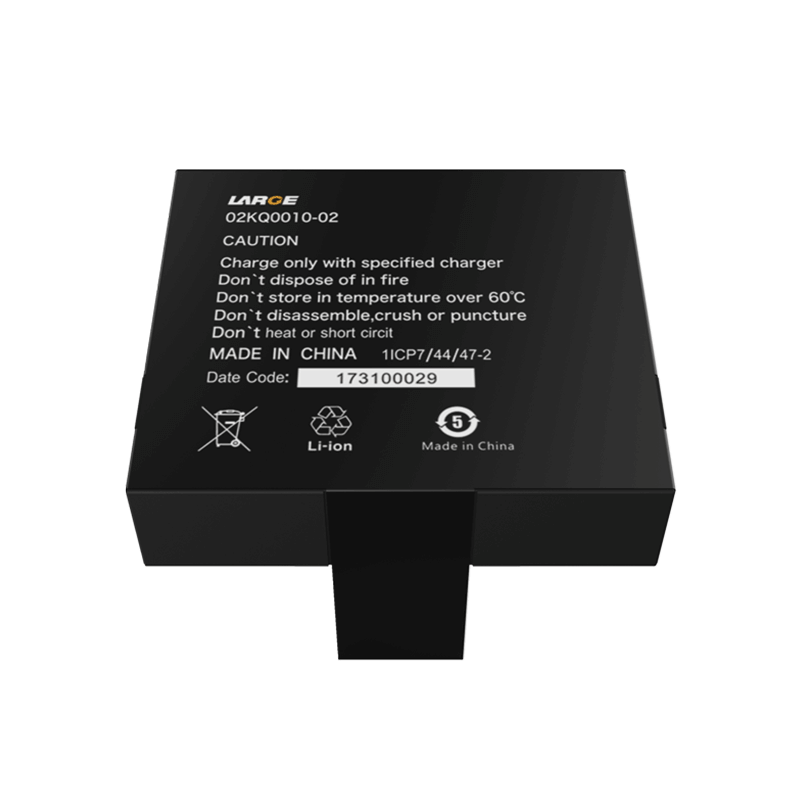 LARGE
02KQ0010-02
CAUTION
Charge only with specified charger
Don`t dispose of in fire
Don`t store in temperature over 60℃
Don`t disassemble,crush or puncture
Don`t heat or short circit
MADE IN CHINA 1ICP7/44/47-2
Date Code: 173100029
5
Li-ion
Made in China